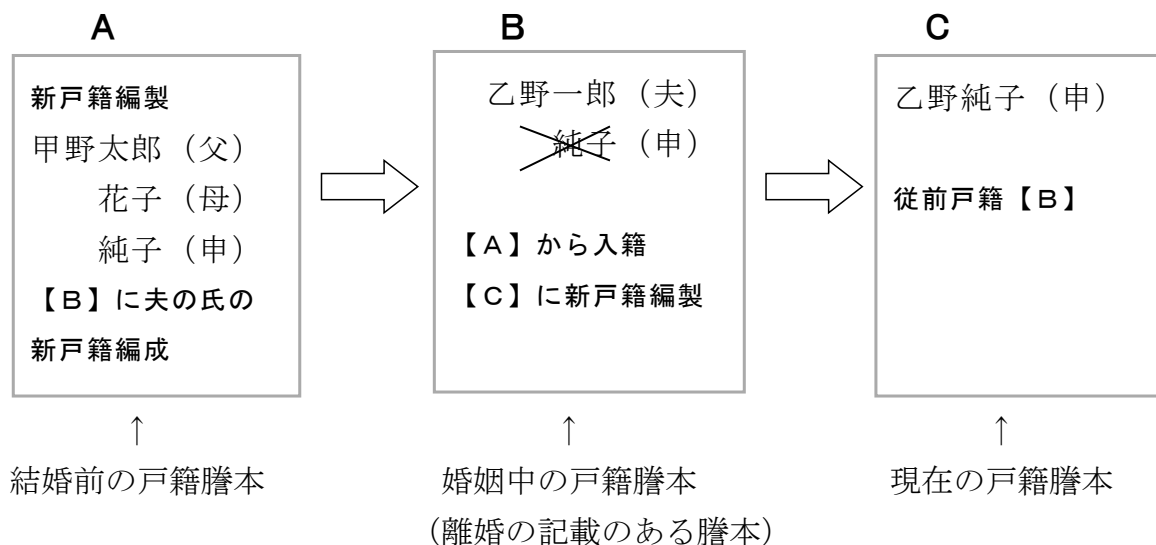 A
新戸籍編製
甲野太郎（父）
花子（母）
純子（申）
【Ｂ】に夫の氏の
新戸籍編成
↑
結婚前の戸籍謄本
B
乙野一郎（夫）
純子（申）
【Ａ】から入籍
【Ｃ】に新戸籍編製
↑
婚姻中の戸籍謄本
（離婚の記載のある謄本）
C
乙野純子（申）
従前戸籍【Ｂ】
↑
現在の戸籍謄本